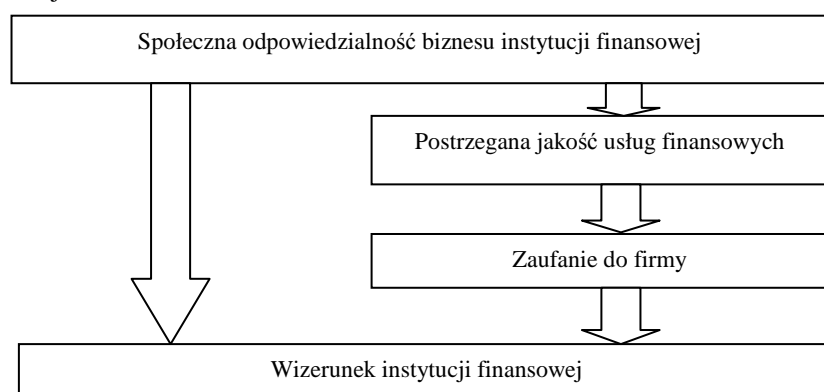 Społeczna odpowiedzialność biznesu instytucji finansowej
Postrzegana jakość usług finansowych
Zaufanie do firmy
Wizerunek instytucji finansowej